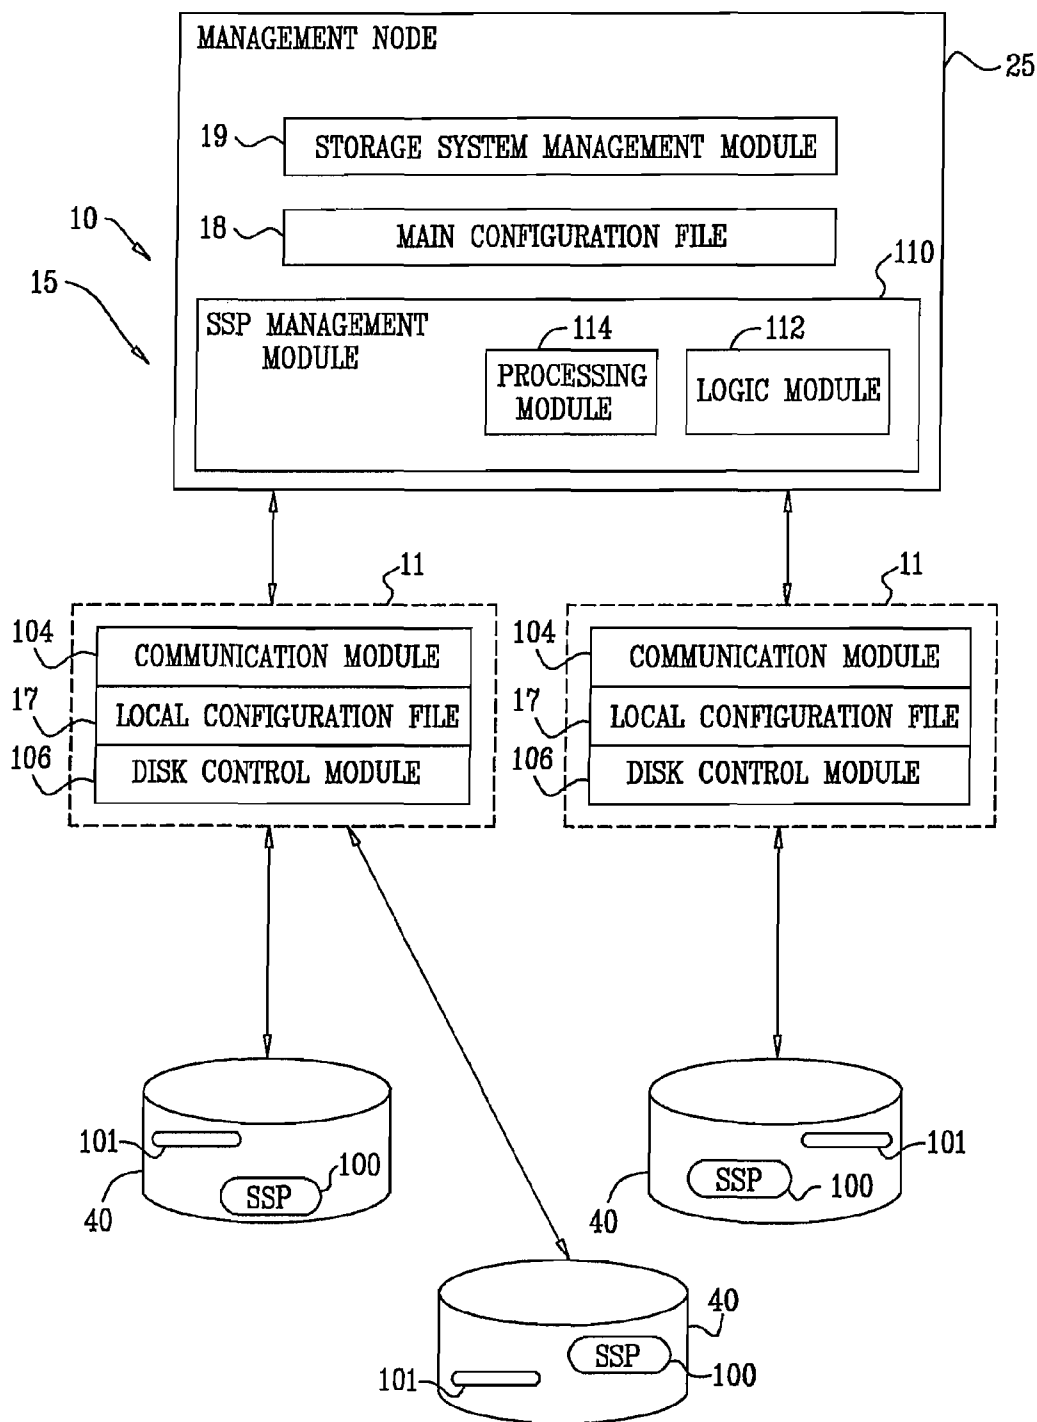 MANAGEMENT NODE
25
19
STORAGE SYSTEM MANAGEMENT MODULE
10
18
MAIN CONFIGURATION FILE
110
15
SSP MANAGEMENT
MODULE
114
PROCESSING
MODULE
112
LOGIC MODULE
11
104
COMMUNICATION MODULE
17
LOCAL CONFIGURATION FILE
106
DISK CONTROL MODULE
11
104
COMMUNICATION MODULE
17
LOCAL CONFIGURATION FILE
106
DISK CONTROL MODULE
101
100
SSP
40
101
SSP
100
40
40
SSP
100
101